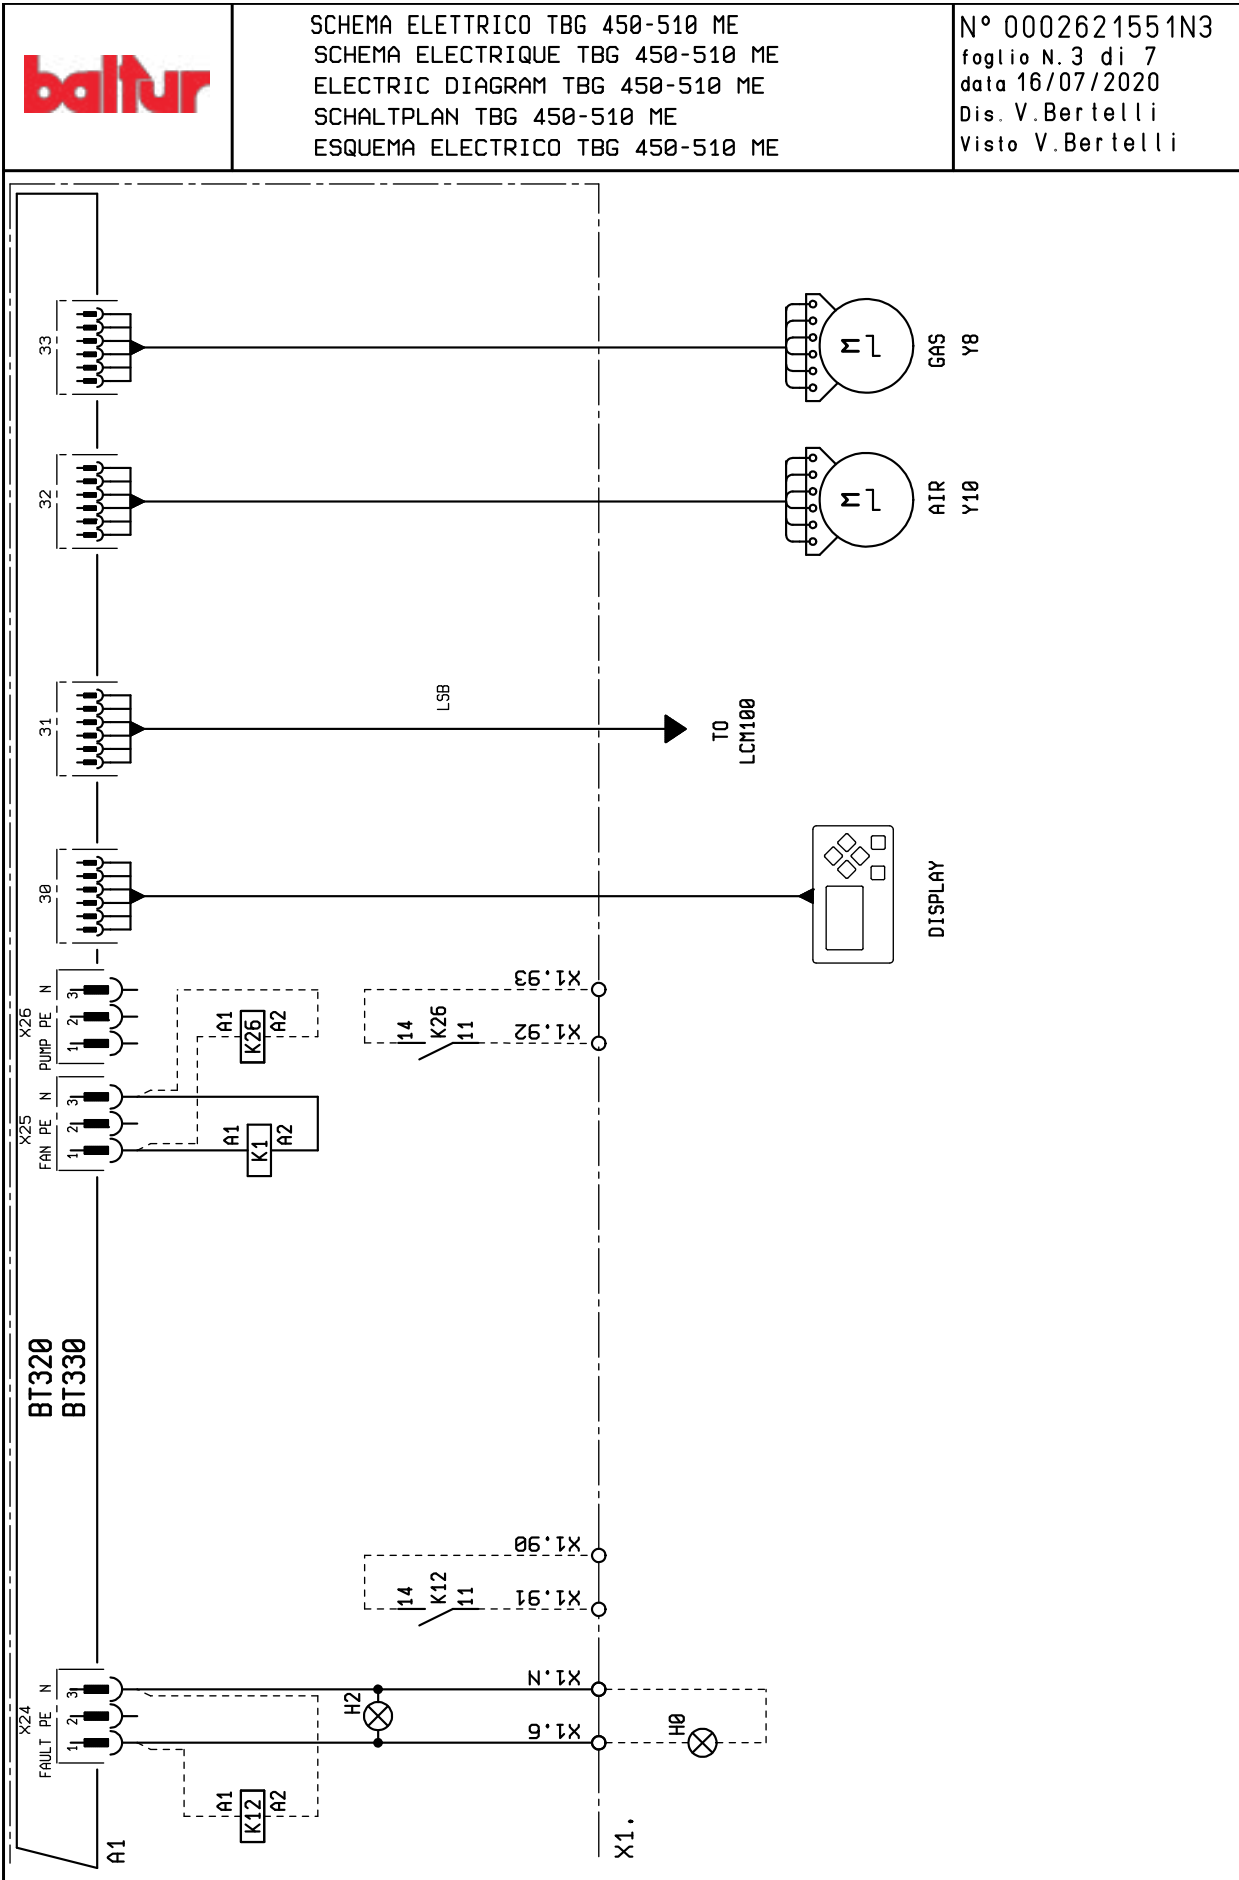 baltur
SCHEMA ELETTRICO TBG 450-510 ME
SCHEMA ELECTRIQUE TBG 450-510 ME
ELECTRIC DIAGRAM TBG 450-510 ME
SCHALTPLAN TBG 450-510 ME
ESQUEMA ELECTRICO TBG 450-510 ME
N° 0002621551N3
foglio N. 3 di 7
data 16/07/2020
Dis. V.Bertelli
Visto V.Bertelli
33
M
GAS
Y8
32
M
AIR
Y10
31
LSB
TO
LCM100
30
DISPLAY
X26
PUMP PE N
1 2 3
A1
K26
A2
14
K26
11
X1.93
X1.92
X25
FAN PE N
1 2 3
A1
K1
A2
BT320
BT330
14
K12
11
X1.90
X1.91
X24
FAULT PE N
1 2 3
H2
X1.N
X1.6
H0
A1
K12
A2
A1
X1.